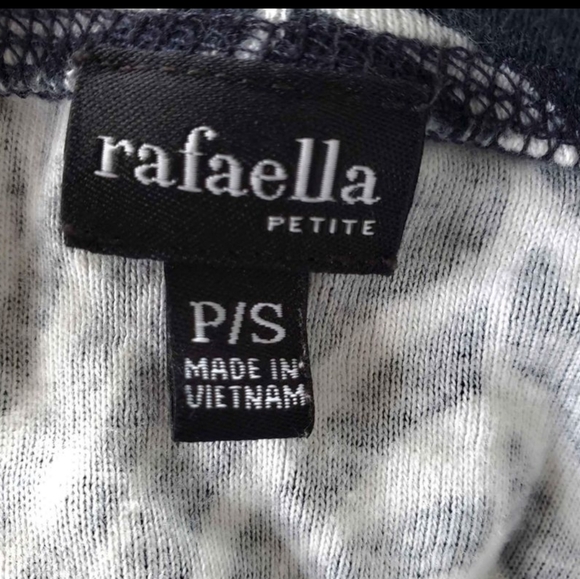 rafaella
PETITE
P/S
MADE IN
VIETNAM